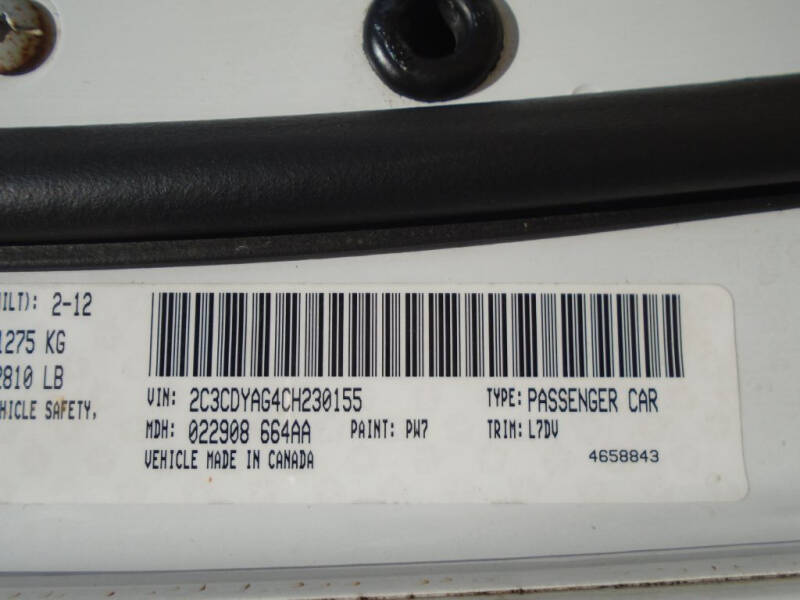 UILT): 2-12
1275 KG
2810 LB
HICLE SAFETY,
VIN: 2C3CDYAG4CH230155 TYPE: PASSENGER CAR
MDH: 022908 664AA PAINT: PW7 TRIM: L7DV
VEHICLE MADE IN CANADA 4658843